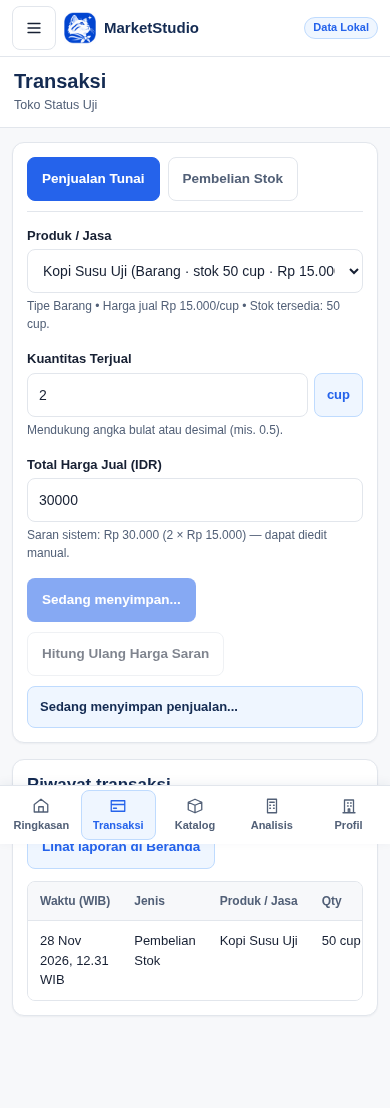 MarketStudio
Data Lokal
Transaksi
Toko Status Uji
Penjualan Tunai
Pembelian Stok
Produk / Jasa
Kopi Susu Uji (Barang · stok 50 cup · Rp 15.00
Tipe Barang • Harga jual Rp 15.000/cup • Stok tersedia: 50
cup.
Kuantitas Terjual
2
cup
Mendukung angka bulat atau desimal (mis. 0.5).
Total Harga Jual (IDR)
30000
Saran sistem: Rp 30.000 (2 × Rp 15.000) — dapat diedit
manual.
Sedang menyimpan...
Hitung Ulang Harga Saran
Sedang menyimpan penjualan...
Riwayat transaksi
Ringkasan
Transaksi
Katalog
Analisis
Profil
Lihat laporan di Beranda
Waktu (WIB) Jenis Produk / Jasa Qty
28 Nov
2026, 12.31
WIB
Pembelian
Stok
Kopi Susu Uji
50 cup